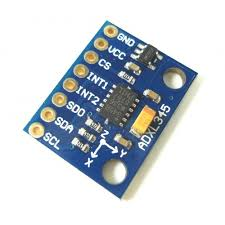 GND
VCC
CS
INT1
INT2
SDO
SDA
SCL
ADXL345
Z
Y
X